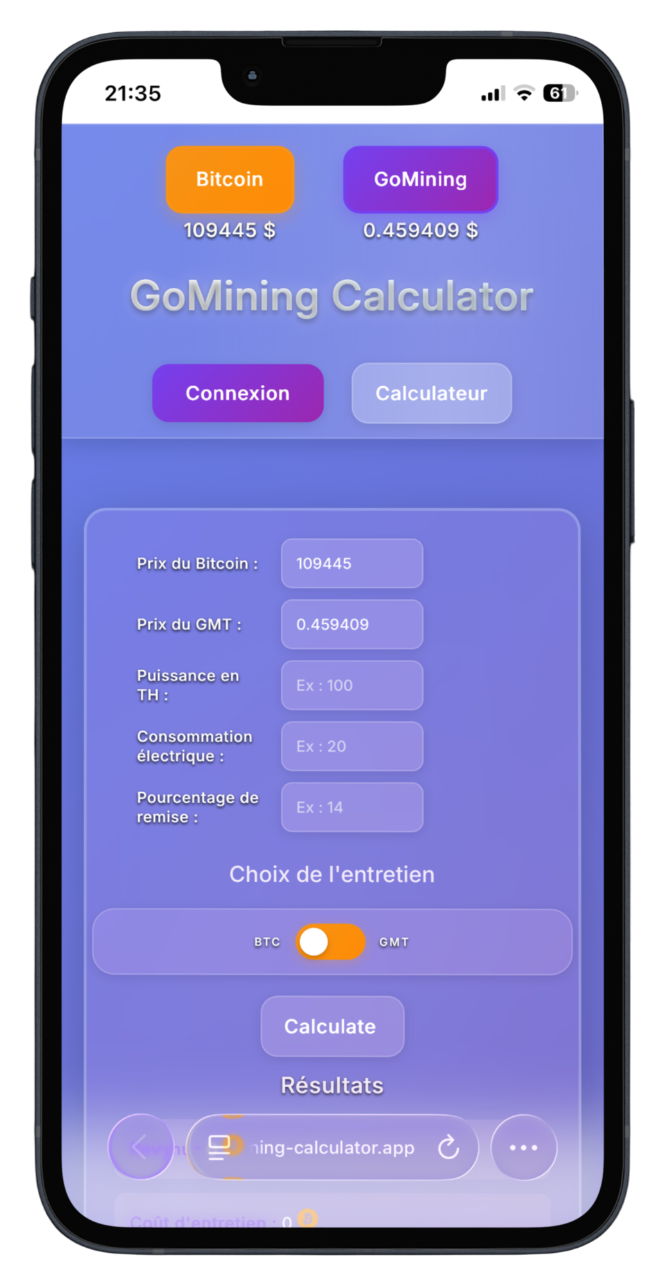 21:35
61
Bitcoin
GoMining
109445 $
0.459409 $
GoMining Calculator
Connexion
Calculateur
Prix du Bitcoin :
109445
Prix du GMT :
0.459409
Puissance en
TH :
Ex : 100
Consommation
électrique :
Ex : 20
Pourcentage de
remise :
Ex : 14
Choix de l'entretien
BTC
GMT
Calculate
Résultats
ning-calculator.app
Coût d'entretien : 0